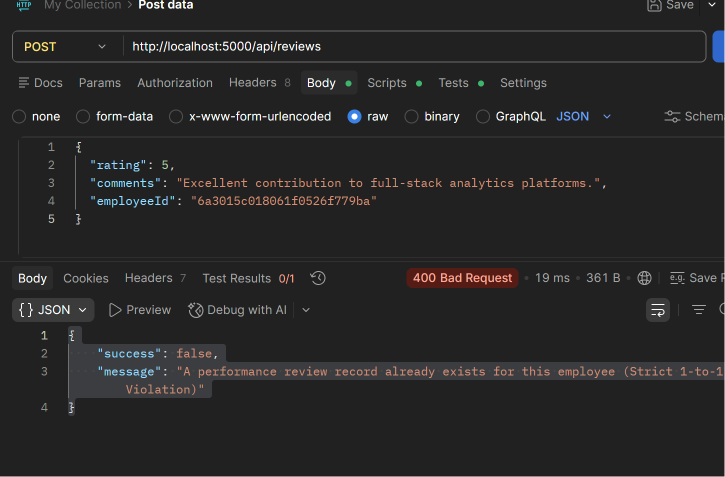 HTTP My Collection > Post data Save
POST http://localhost:5000/api/reviews
Docs Params Authorization Headers 8 Body Scripts Tests Settings
none form-data x-www-form-urlencoded raw binary GraphQL JSON Schem
1 {
2 "rating": 5,
3 "comments": "Excellent contribution to full-stack analytics platforms.",
4 "employeeId": "6a3015c018061f0526f779ba"
5 }
Body Cookies Headers 7 Test Results 0/1 400 Bad Request 19 ms 361 B e.g. Save
{} JSON Preview Debug with AI
1 {
2 "success": false,
3 "message": "A performance review record already exists for this employee (Strict 1-to-1
Violation)"
4 }